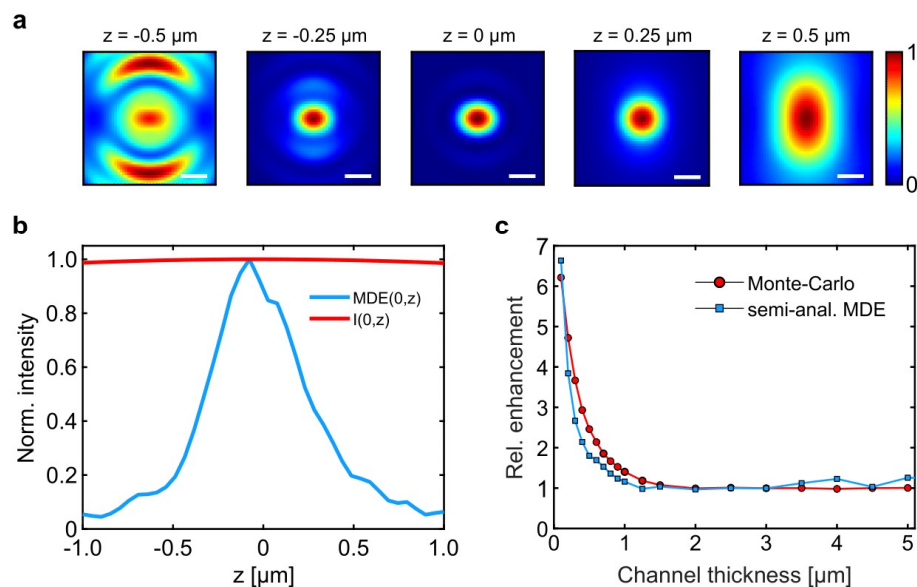 a
z = -0.5 µm
z = -0.25 µm
z = 0 µm
z = 0.25 µm
z = 0.5 µm
1
0
b
Norm. intensity
1.0
0.8
0.6
0.4
0.2
0
MDE(0,z)
I(0,z)
-1.0
-0.5
0
0.5
1.0
z [µm]
c
Rel. enhancement
7
6
5
4
3
2
1
0
Monte-Carlo
semi-anal. MDE
0
1
2
3
4
5
Channel thickness [µm]